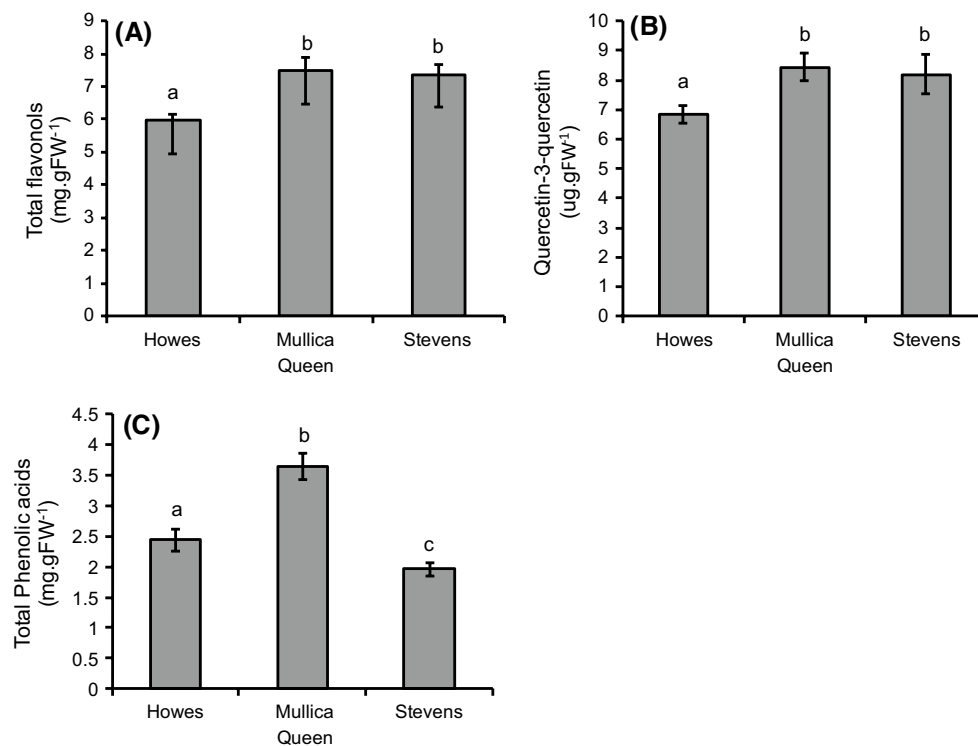 (A)
Total flavonols
(mg.gFW-1)
9
8
7
6
5
4
3
2
1
0
a
b
b
Howes
Mullica
Queen
Stevens
(B)
Quercetin-3-quercetin
(ug.gFW-1)
10
9
8
7
6
5
4
3
2
1
0
a
b
b
Howes
Mullica
Queen
Stevens
(C)
Total Phenolic acids
(mg.gFW-1)
4.5
4
3.5
3
2.5
2
1.5
1
0.5
0
a
b
c
Howes
Mullica
Queen
Stevens